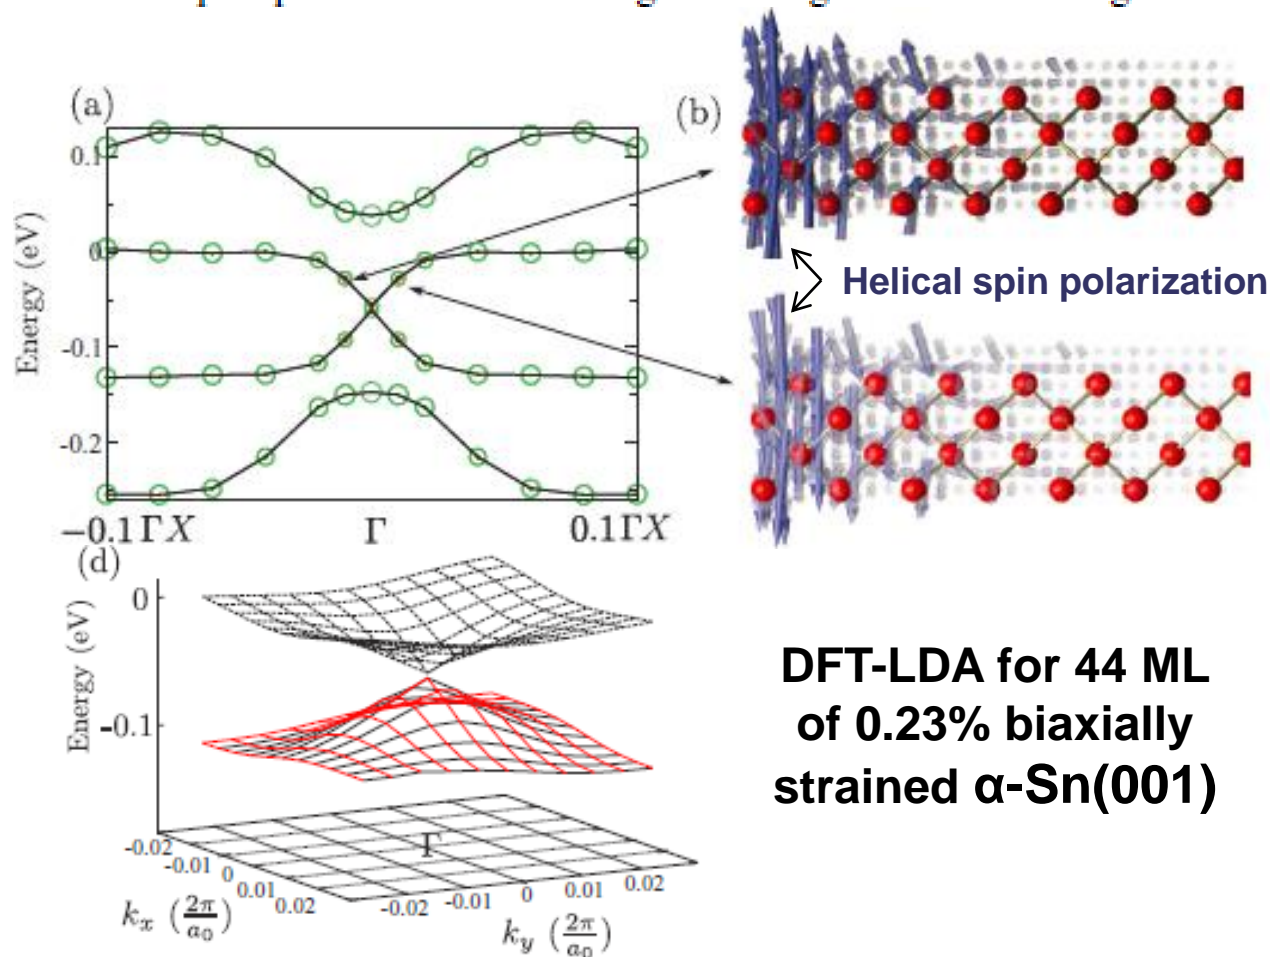 (a)
(b)
0.1
0
-0.1
-0.2
Energy (eV)
−0.1ΓX
Γ
0.1ΓX
Helical spin polarization
(d)
0
-0.1
Energy (eV)
Γ
-0.02
-0.01
0
0.01
0.02
-0.02
-0.01
0
0.01
0.02
kₓ (2π/a₀)
k_y (2π/a₀)
DFT-LDA for 44 ML
of 0.23% biaxially
strained α-Sn(001)